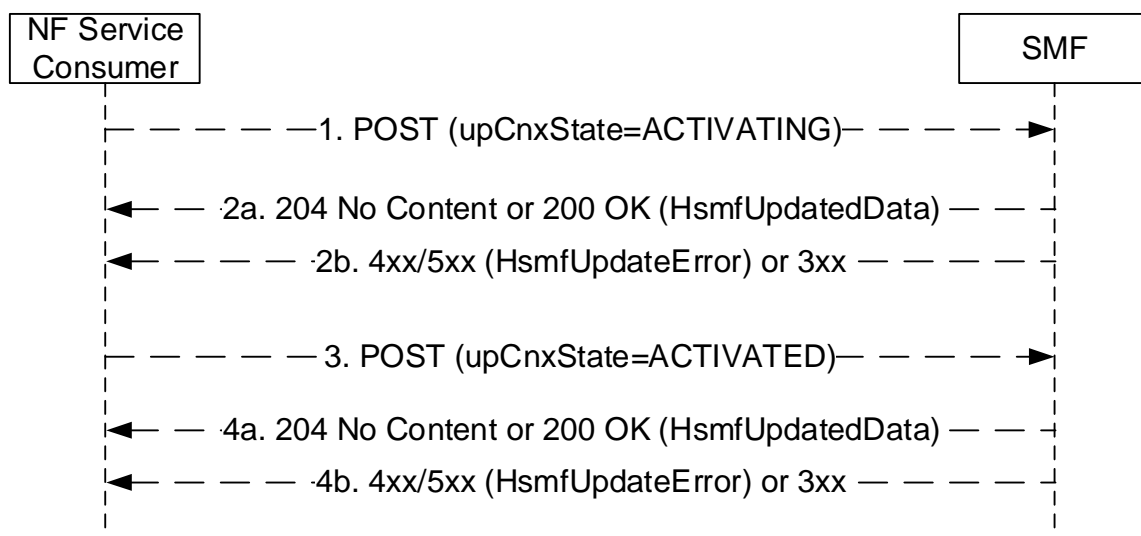 NF Service
Consumer
SMF
1. POST (upCnxState=ACTIVATING)
2a. 204 No Content or 200 OK (HsmfUpdatedData)
2b. 4xx/5xx (HsmfUpdateError) or 3xx
3. POST (upCnxState=ACTIVATED)
4a. 204 No Content or 200 OK (HsmfUpdatedData)
4b. 4xx/5xx (HsmfUpdateError) or 3xx